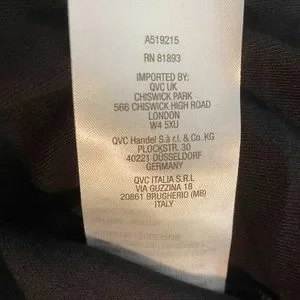 A519215
RN 81893
IMPORTED BY:
QVC UK
CHISWICK PARK
566 CHISWICK HIGH ROAD
LONDON
W4 5XU
QVC Handel S.à r.l. & Co. KG
PLOCKSTR. 30
40221 DÜSSELDORF
GERMANY
QVC ITALIA S.R.L
VIA GUZZINA 18
20861 BRUGHERIO (MB)
ITALY